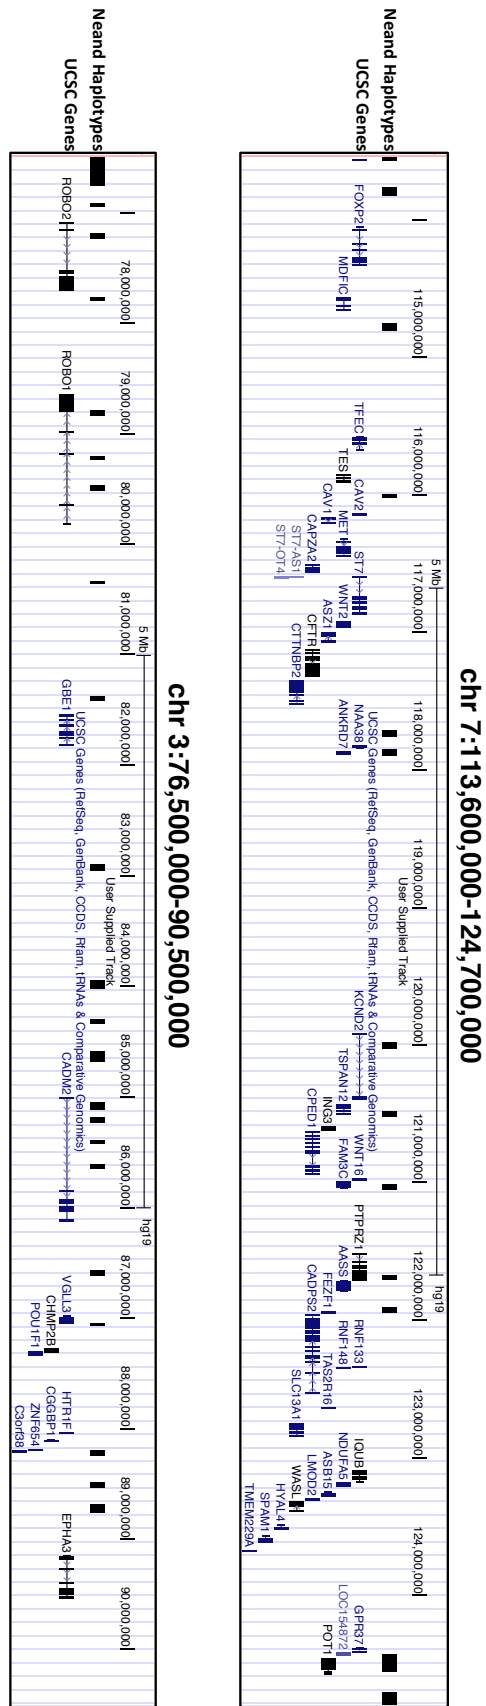 chr 7:113,600,000-124,700,000
5 Mb hg19
115,000,000 116,000,000 117,000,000 118,000,000 119,000,000 120,000,000 121,000,000 122,000,000 123,000,000 124,000,000
User Supplied Track
Neand Haplotypes
UCSC Genes (RefSeq, GenBank, CCDS, Rfam, tRNAs & Comparative Genomics)
UCSC Genes
FOXP2 TFEC CAV2 ST7 NAA38 KCND2 WNT16 PTPRZ1 RNF133 IQUB GPR37
MDFIC TES MET WNT2 ANKRD7 TSPAN12 FAM3C AASS RNF148 NDUFA5 LOC154872
CAV1 ASZ1 ING3 FEZF1 TAS2R16 ASB15 POT1
CAPZA2 CFTR CPED1 CADPS2 LMOD2
ST7-AS1 CTTNBP2 SLC13A1 WASL
ST7-OT4 HYAL4
SPAM1
TMEM229A
chr 3:76,500,000-90,500,000
5 Mb hg19
78,000,000 79,000,000 80,000,000 81,000,000 82,000,000 83,000,000 84,000,000 85,000,000 86,000,000 87,000,000 88,000,000 89,000,000 90,000,000
User Supplied Track
Neand Haplotypes
UCSC Genes (RefSeq, GenBank, CCDS, Rfam, tRNAs & Comparative Genomics)
UCSC Genes
ROBO2 ROBO1 GBE1 CADM2 VGLL3 HTR1F EPHA3
CHMP2B CGGBP1
POU1F1 ZNF654
C3orf38